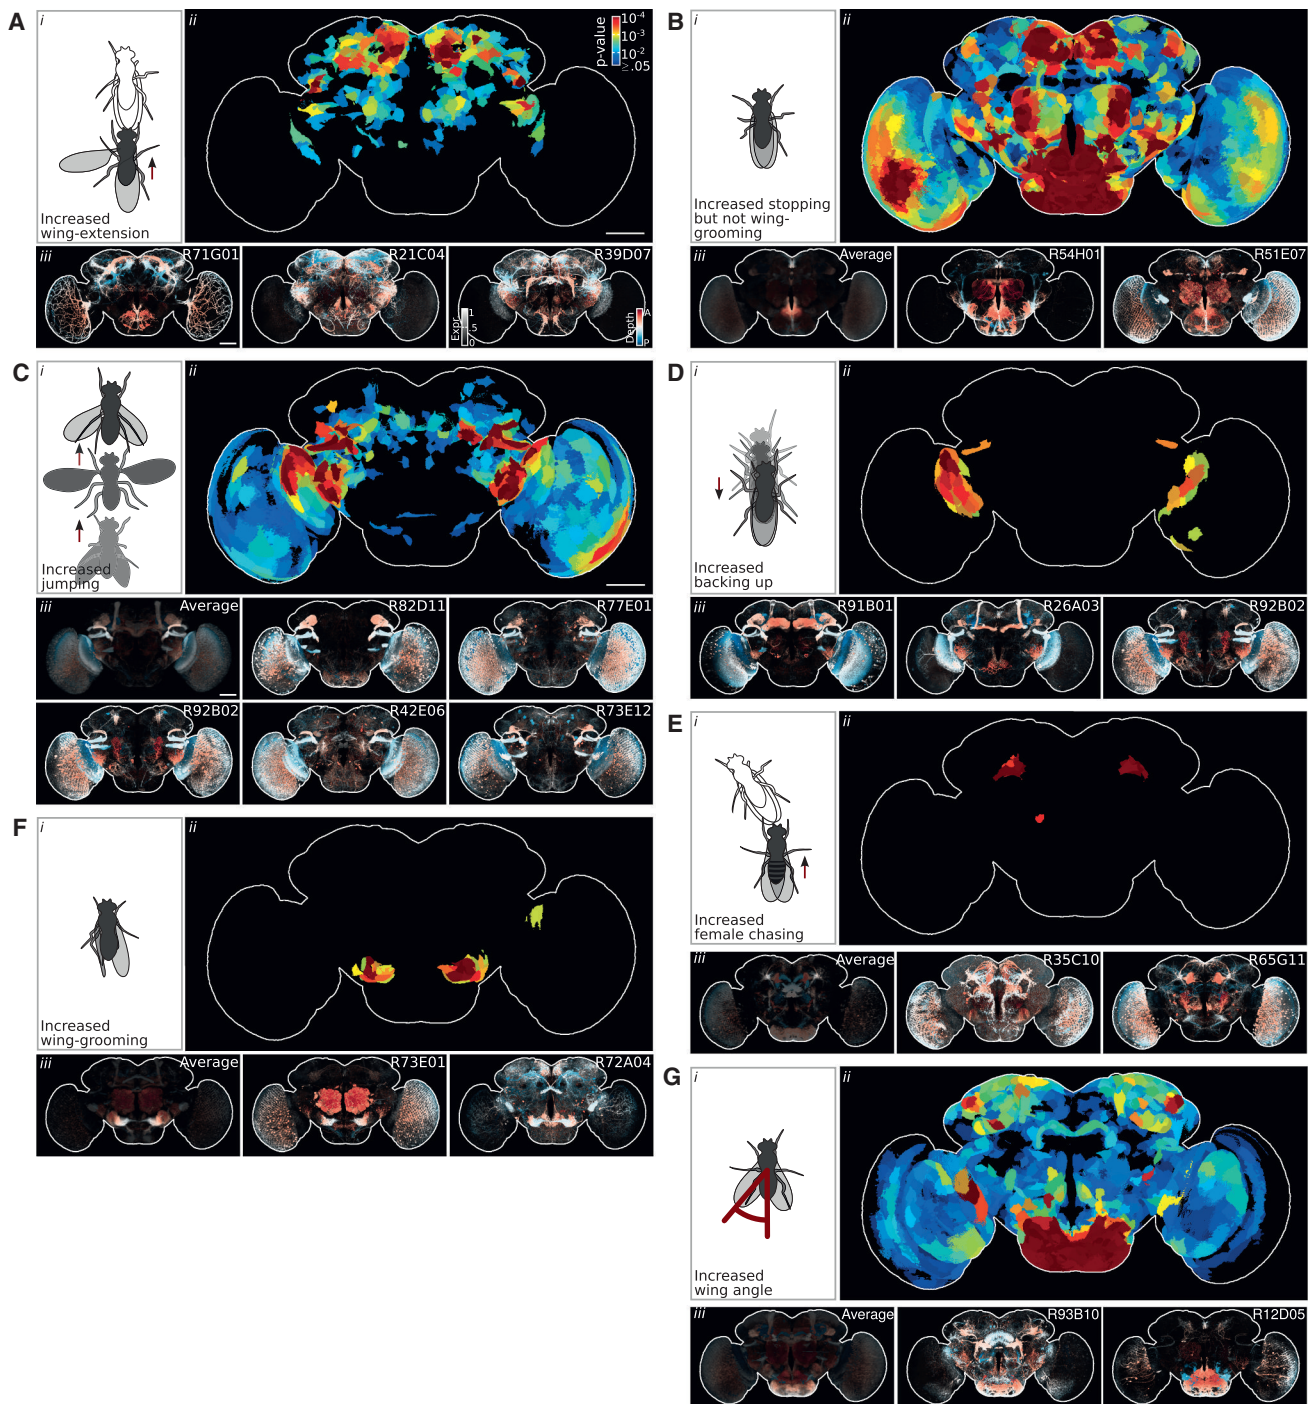 A
i
Increased
wing-extension
ii
p-value
10-4
10-3
10-2
≥.05
iii
R71G01
R21C04
Expr
1
.5
0
R39D07
Depth
A
P
B
i
Increased stopping
but not wing-
grooming
ii
iii
Average
R54H01
R51E07
C
i
Increased
jumping
ii
iii
Average
R82D11
R77E01
R92B02
R42E06
R73E12
D
i
Increased
backing up
ii
iii
R91B01
R26A03
R92B02
E
i
Increased
female chasing
ii
iii
Average
R35C10
R65G11
F
i
Increased
wing-grooming
ii
iii
Average
R73E01
R72A04
G
i
Increased
wing angle
ii
iii
Average
R93B10
R12D05